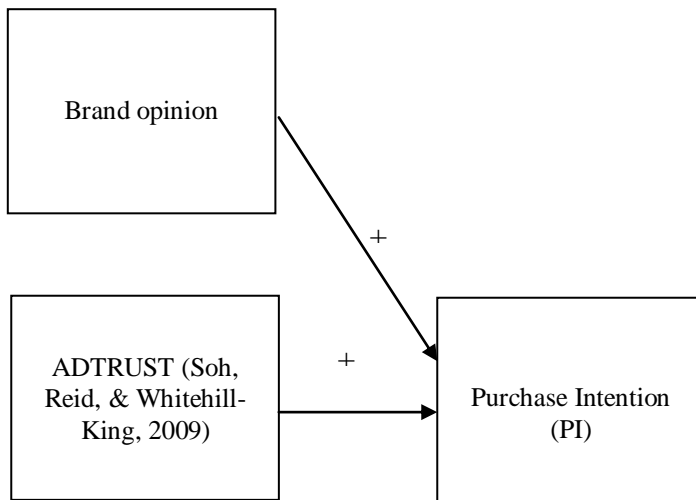 Brand opinion
+
+
ADTRUST (Soh,
Reid, & Whitehill-
King, 2009)
Purchase Intention
(PI)